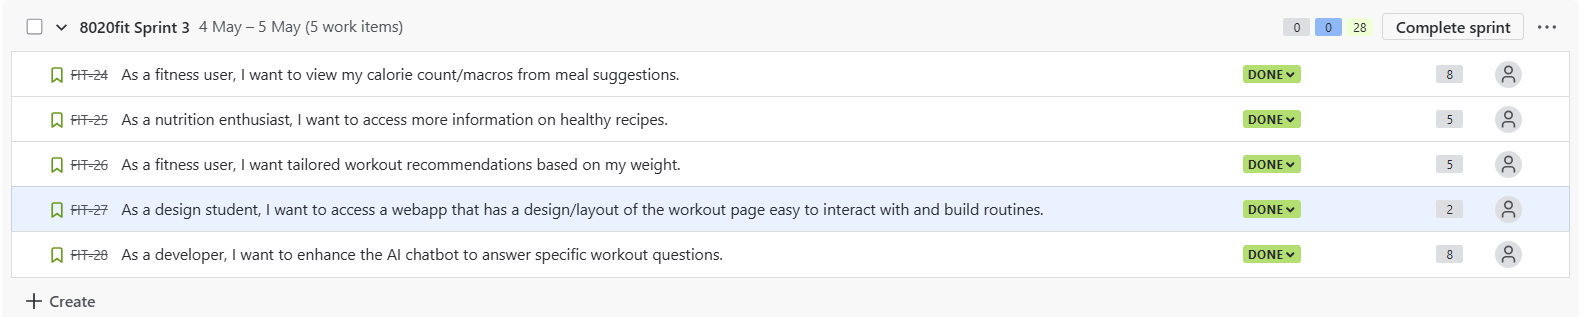 8020fit Sprint 3 4 May – 5 May (5 work items) 0 0 28 Complete sprint
FIT-24 As a fitness user, I want to view my calorie count/macros from meal suggestions. DONE 8
FIT-25 As a nutrition enthusiast, I want to access more information on healthy recipes. DONE 5
FIT-26 As a fitness user, I want tailored workout recommendations based on my weight. DONE 5
FIT-27 As a design student, I want to access a webapp that has a design/layout of the workout page easy to interact with and build routines. DONE 2
FIT-28 As a developer, I want to enhance the AI chatbot to answer specific workout questions. DONE 8
Create